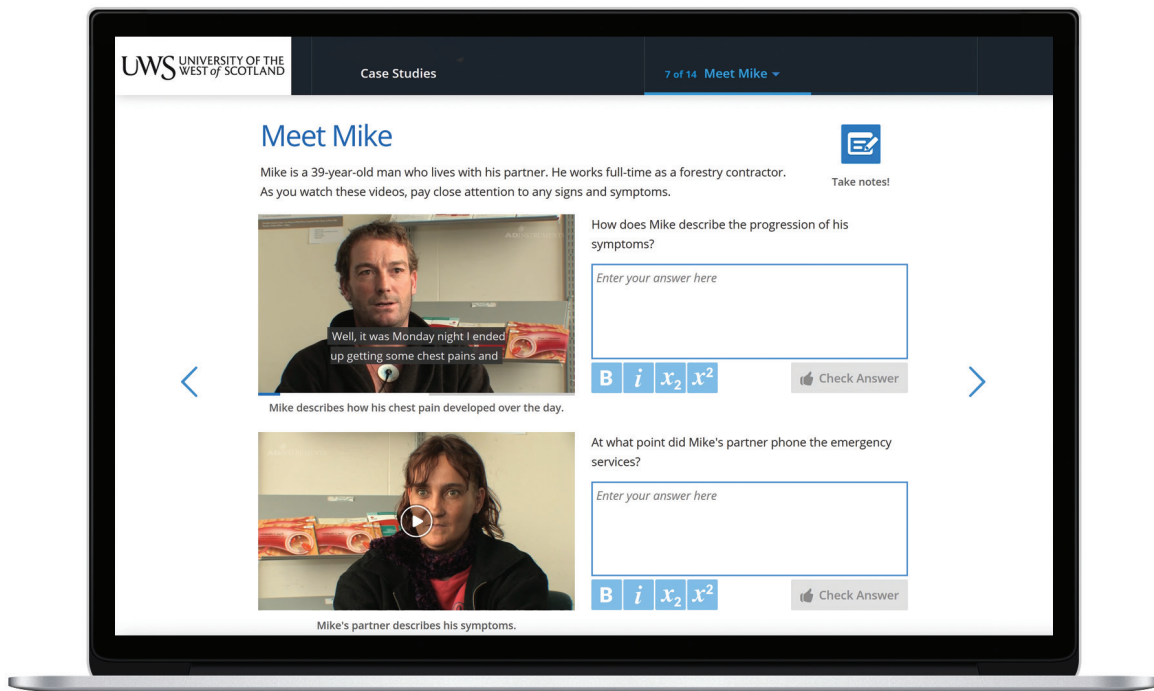 UWS UNIVERSITY OF THE
WEST of SCOTLAND
Case Studies
7 of 14 Meet Mike
Meet Mike
Mike is a 39-year-old man who lives with his partner. He works full-time as a forestry contractor.
As you watch these videos, pay close attention to any signs and symptoms.
Take notes!
How does Mike describe the progression of his
symptoms?
Enter your answer here
Well, it was Monday night I ended
up getting some chest pains and
B i x2 x²
Check Answer
Mike describes how his chest pain developed over the day.
At what point did Mike's partner phone the emergency
services?
Enter your answer here
B i x2 x²
Check Answer
Mike's partner describes his symptoms.